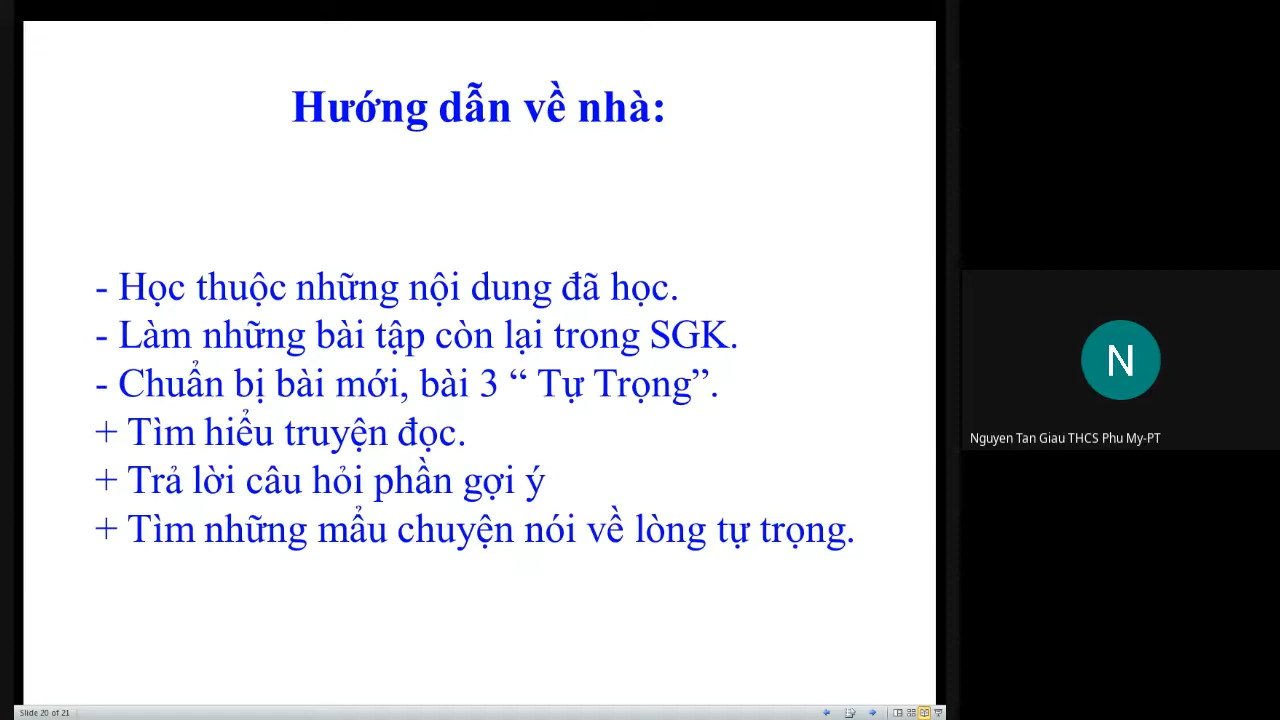 Hướng dẫn về nhà:
- Học thuộc những nội dung đã học.
- Làm những bài tập còn lại trong SGK.
- Chuẩn bị bài mới, bài 3 “ Tự Trọng”.
+ Tìm hiểu truyện đọc.
+ Trả lời câu hỏi phần gợi ý
+ Tìm những mẩu chuyện nói về lòng tự trọng.
N
Nguyen Tan Giau THCS Phu My-PT
Slide 20 of 21